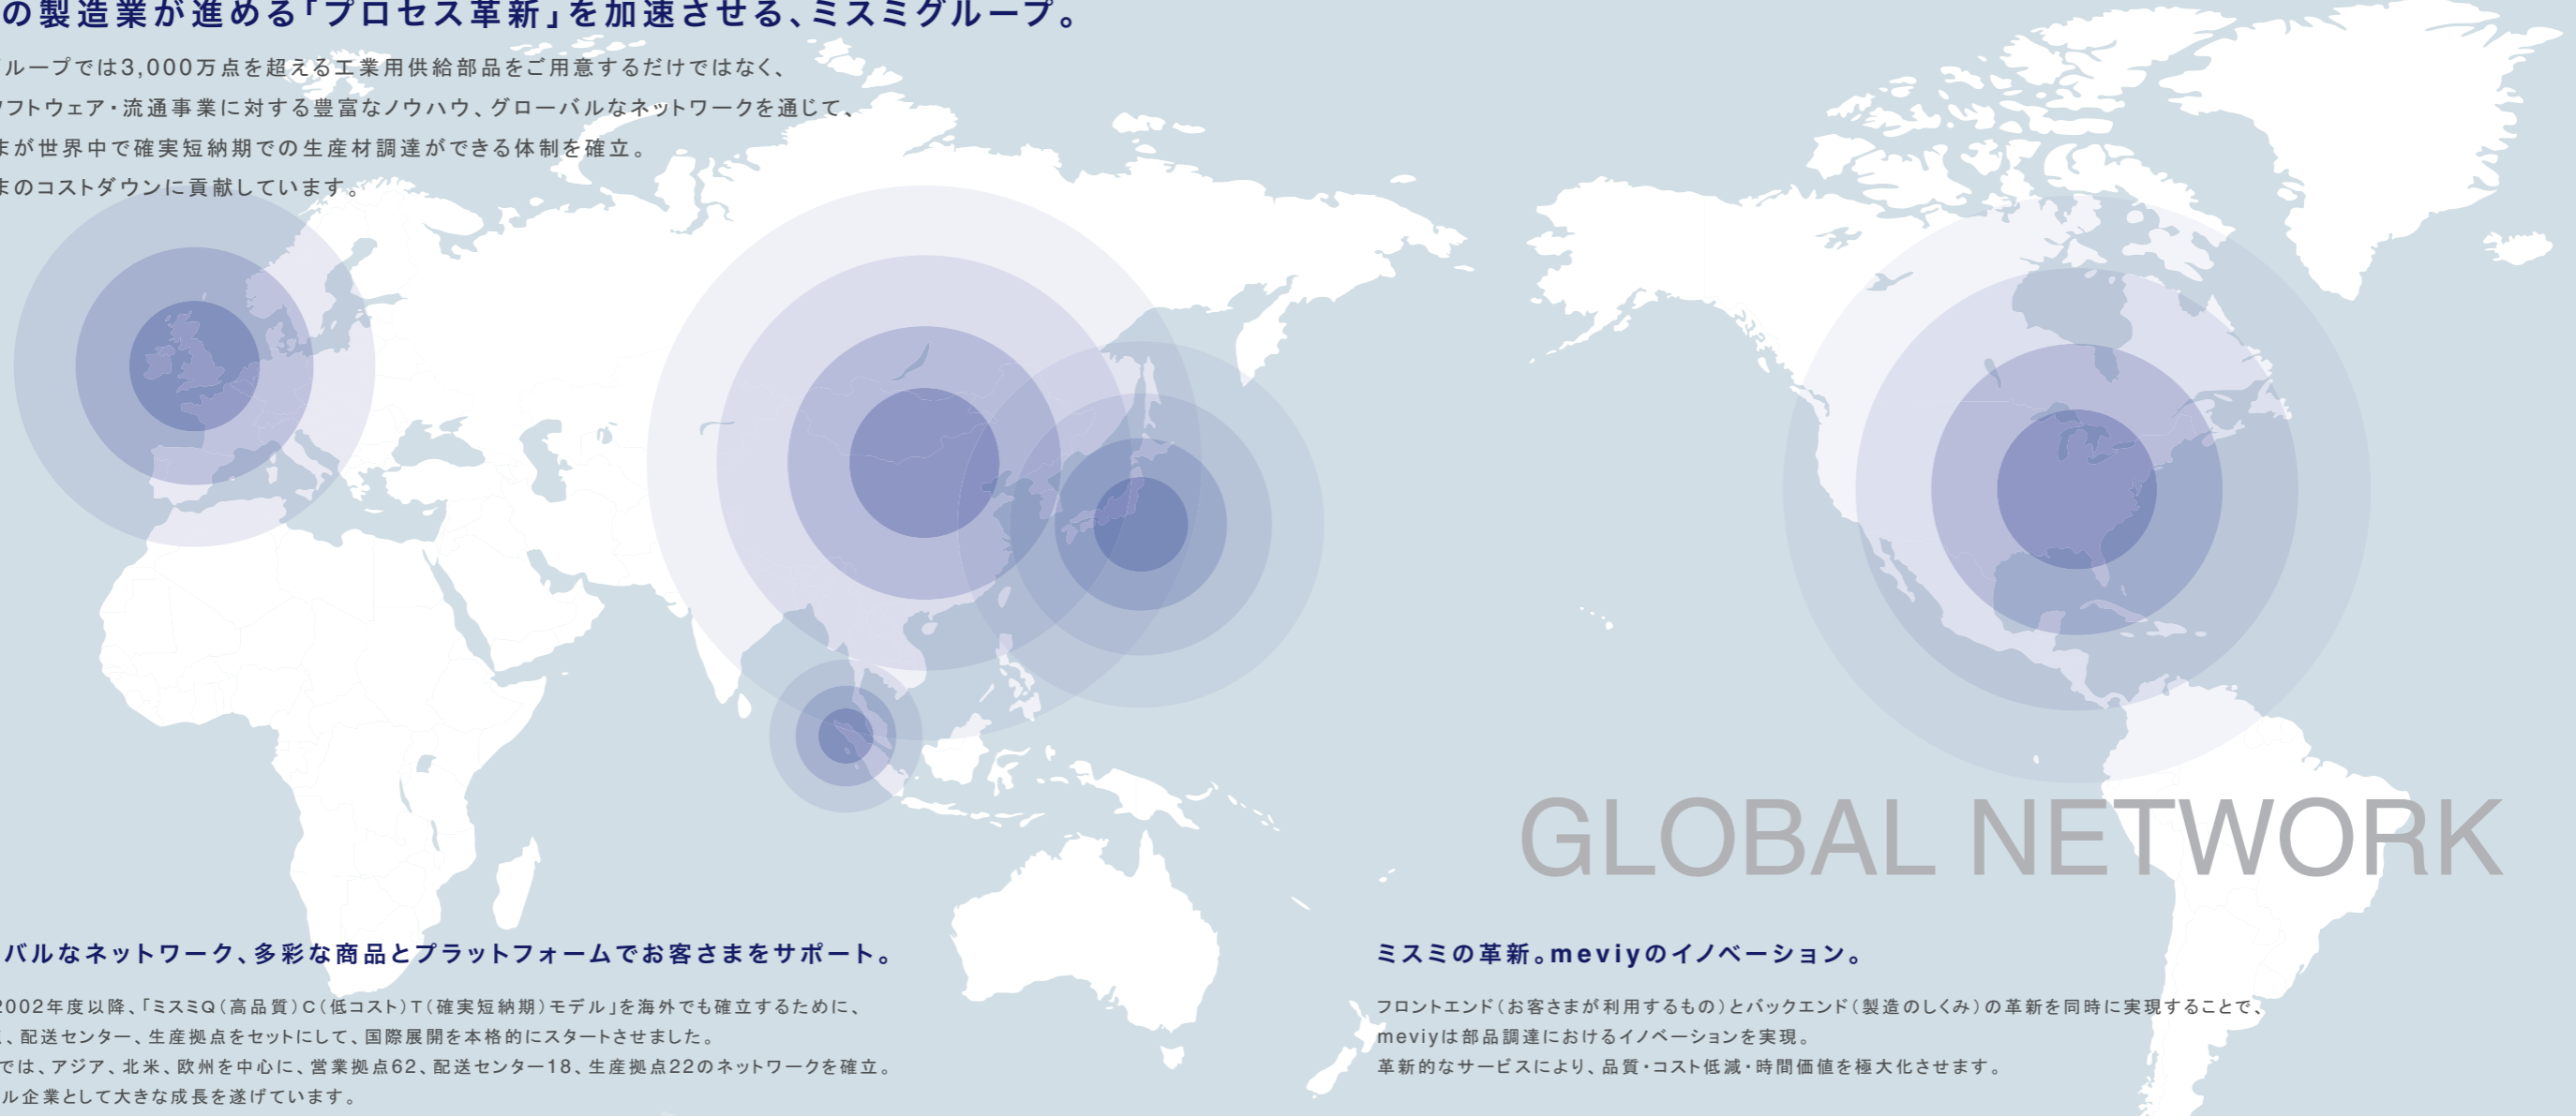 の製造業が進める「プロセス革新」を加速させる、ミスミグループ。
ループでは3,000万点を超える工業用供給部品をご用意するだけではなく、
ソフトウェア・流通事業に対する豊富なノウハウ、グローバルなネットワークを通じて、
まが世界中で確実短納期での生産材調達ができる体制を確立。
まのコストダウンに貢献しています。
GLOBAL NETWORK
バルなネットワーク、多彩な商品とプラットフォームでお客さまをサポート。
2002年度以降、「ミスミQ（高品質）C（低コスト）T（確実短納期）モデル」を海外でも確立するために、
、配送センター、生産拠点をセットにして、国際展開を本格的にスタートさせました。
では、アジア、北米、欧州を中心に、営業拠点62、配送センター18、生産拠点22のネットワークを確立。
ル企業として大きな成長を遂げています。
ミスミの革新。meviyのイノベーション。
フロントエンド（お客さまが利用するもの）とバックエンド（製造のしくみ）の革新を同時に実現することで、
meviyは部品調達におけるイノベーションを実現。
革新的なサービスにより、品質・コスト低減・時間価値を極大化させます。